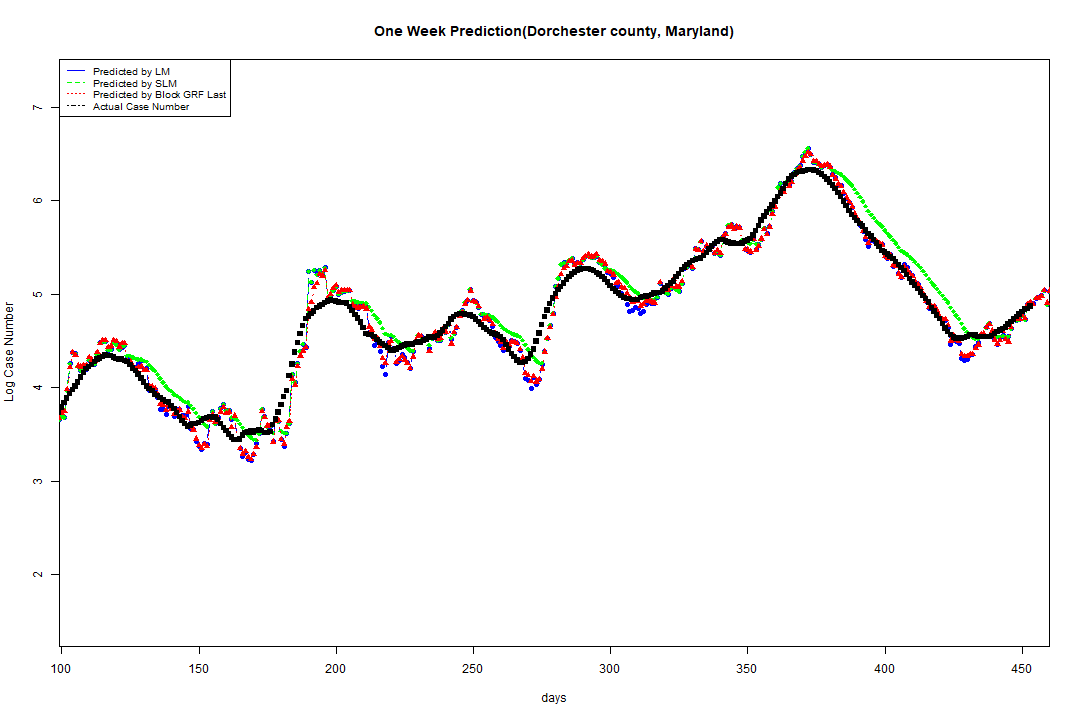 One Week Prediction(Dorchester county, Maryland)
Predicted by LM
Predicted by SLM
Predicted by Block GRF Last
Actual Case Number
7
6
5
4
3
2
Log Case Number
100 150 200 250 300 350 400 450
days